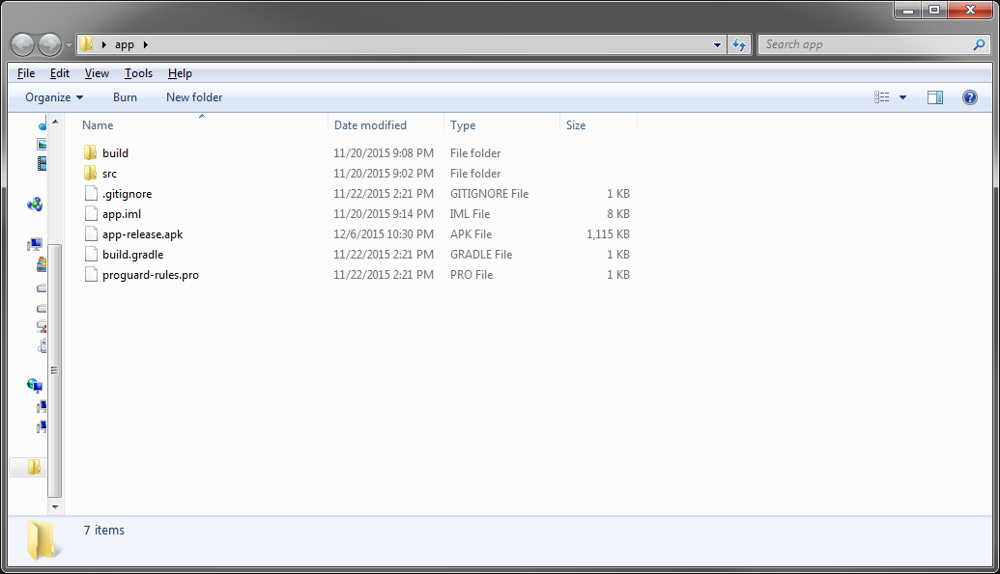 app
Search app
File Edit View Tools Help
Organize Burn New folder
Name Date modified Type Size
build 11/20/2015 9:08 PM File folder
src 11/20/2015 9:02 PM File folder
.gitignore 11/22/2015 2:21 PM GITIGNORE File 1 KB
app.iml 11/20/2015 9:14 PM IML File 8 KB
app-release.apk 12/6/2015 10:30 PM APK File 1,115 KB
build.gradle 11/22/2015 2:21 PM GRADLE File 1 KB
proguard-rules.pro 11/22/2015 2:21 PM PRO File 1 KB
7 items